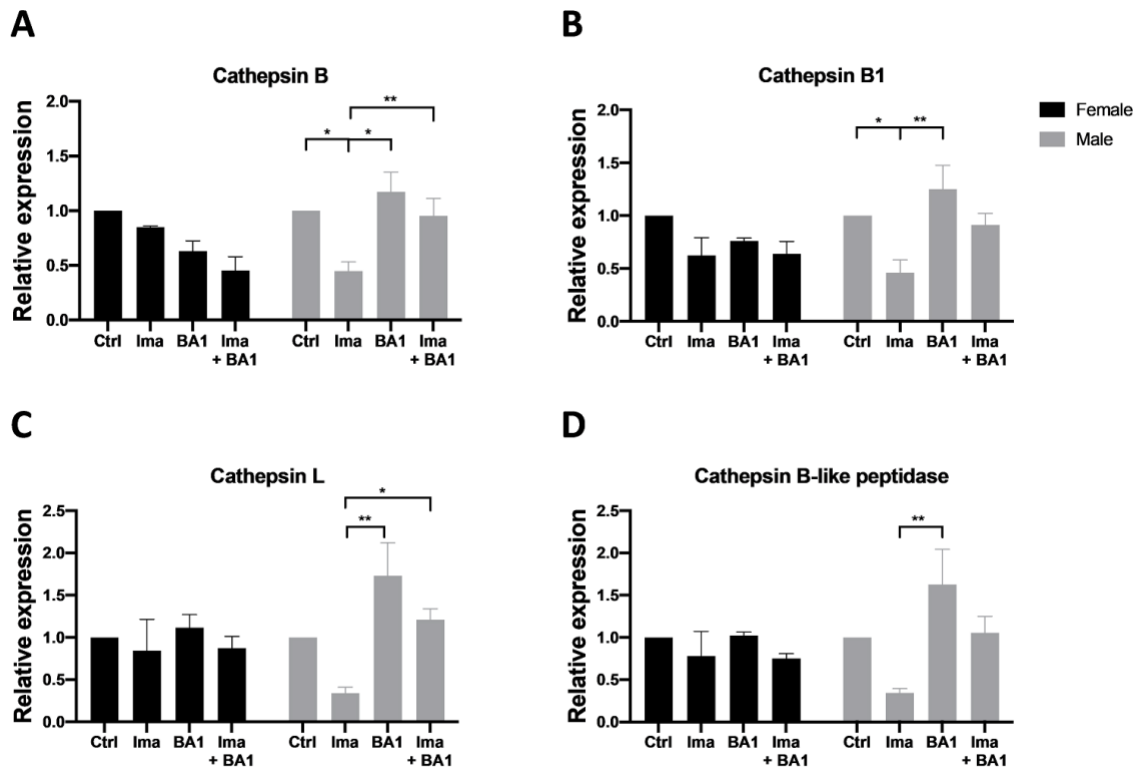 A
Cathepsin B
Relative expression
2.0
1.5
1.0
0.5
0.0
** 
* *
Ctrl Ima BA1 Ima + BA1 Ctrl Ima BA1 Ima + BA1
B
Cathepsin B1
Relative expression
2.0
1.5
1.0
0.5
0.0
* **
Ctrl Ima BA1 Ima + BA1 Ctrl Ima BA1 Ima + BA1
Female
Male
C
Cathepsin L
Relative expression
2.5
2.0
1.5
1.0
0.5
0.0
*
**
Ctrl Ima BA1 Ima + BA1 Ctrl Ima BA1 Ima + BA1
D
Cathepsin B-like peptidase
Relative expression
2.5
2.0
1.5
1.0
0.5
0.0
**
Ctrl Ima BA1 Ima + BA1 Ctrl Ima BA1 Ima + BA1